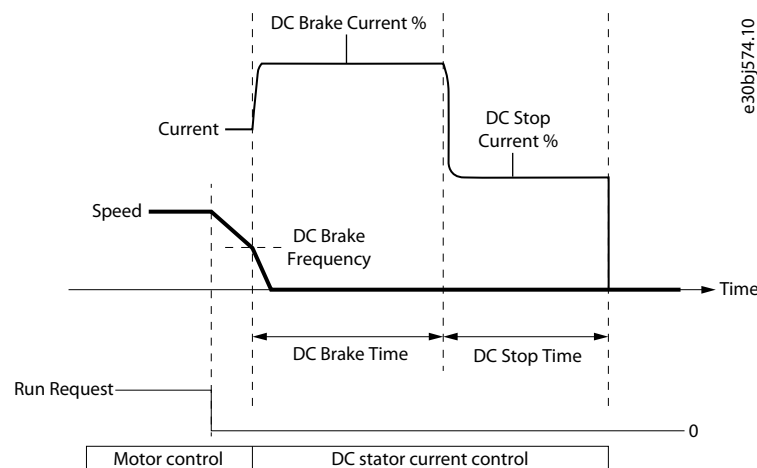 DC Brake Current %
e30bj574.10
Current
DC Stop
Current %
Speed
DC Brake
Frequency
Time
DC Brake Time
DC Stop Time
Run Request
0
Motor control
DC stator current control